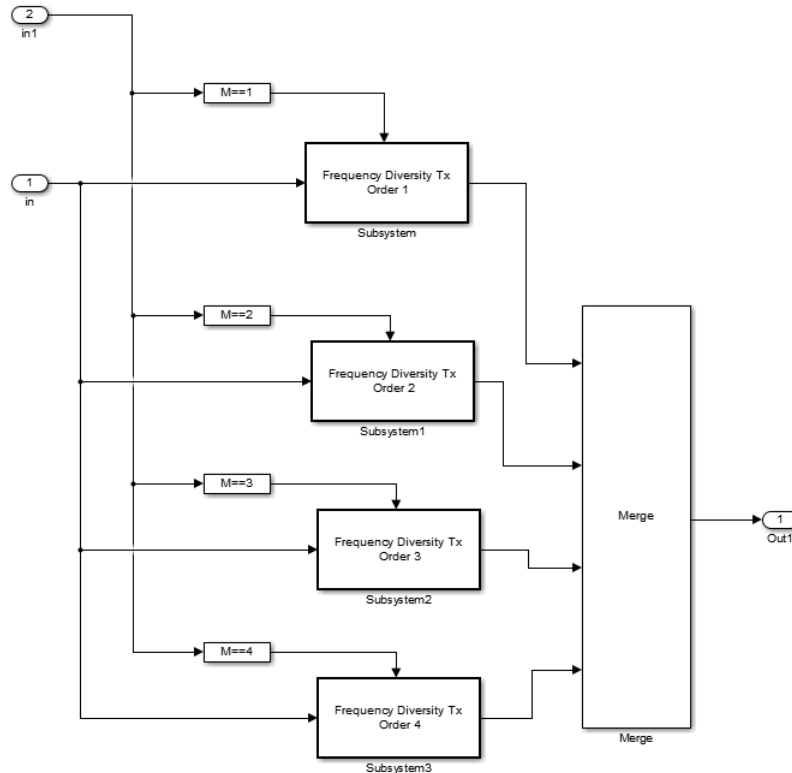 2
in1
M==1
1
in
Frequency Diversity Tx
Order 1
Subsystem
M==2
Frequency Diversity Tx
Order 2
Subsystem1
M==3
Frequency Diversity Tx
Order 3
Subsystem2
M==4
Frequency Diversity Tx
Order 4
Subsystem3
Merge
Merge
1
Out1